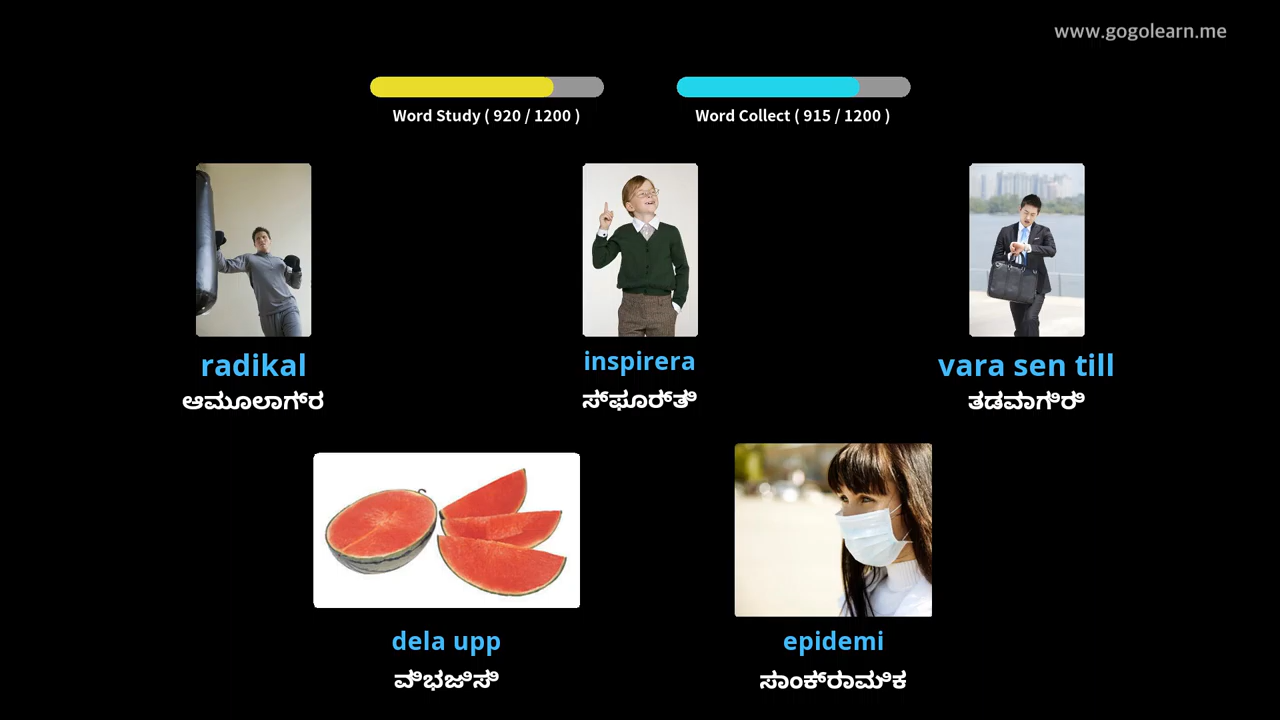 www.gogolearn.me
Word Study ( 920 / 1200 )
Word Collect ( 915 / 1200 )
radikal
ಆಮೂಲಾಗ್ರ
inspirera
ಸ್ಫೂರ್ತಿ
vara sen till
ತಡವಾಗಿರಿ
dela upp
ವಿಭಜಿಸಿ
epidemi
ಸಾಂಕ್ರಾಮಿಕ